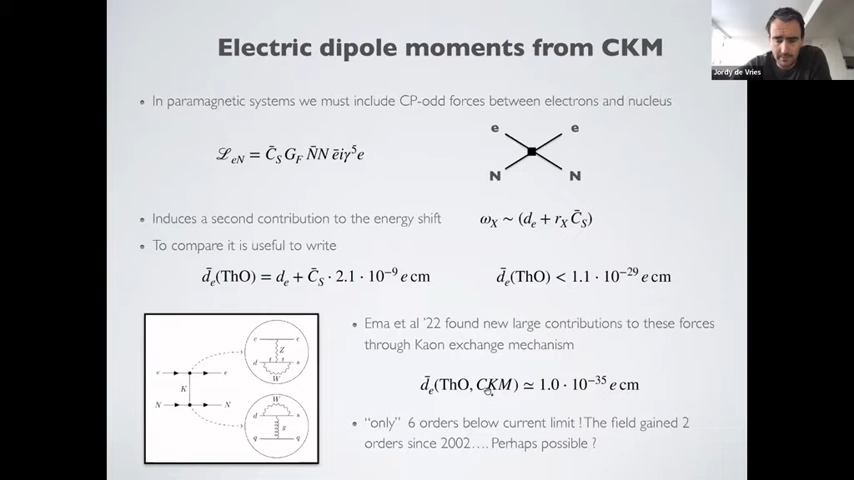 Electric dipole moments from CKM
Jordy de Vries
• In paramagnetic systems we must include CP-odd forces between electrons and nucleus
ℒ_eN = C̄_S G_F N̄N ēiγ⁵e
e e
N N
• Induces a second contribution to the energy shift ω_X ∼ (d_e + r_X C̄_S)
• To compare it is useful to write
d̄_e(ThO) = d_e + C̄_S · 2.1 · 10⁻⁹ e cm d̄_e(ThO) < 1.1 · 10⁻²⁹ e cm
• Ema et al '22 found new large contributions to these forces
through Kaon exchange mechanism
d̄_e(ThO, CKM) ≃ 1.0 · 10⁻³⁵ e cm
• "only" 6 orders below current limit ! The field gained 2
orders since 2002…. Perhaps possible ?
e e
Z
d t t s
W
e e
K
N N
W
d s
g
q q